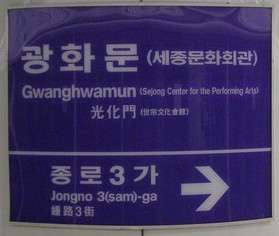 광화문 (세종문화회관)
Gwanghwamun (Sejong Center for the Performing Arts)
光化門 (世宗文化會館)
종로3가
Jongno 3(sam)-ga
鍾路3街